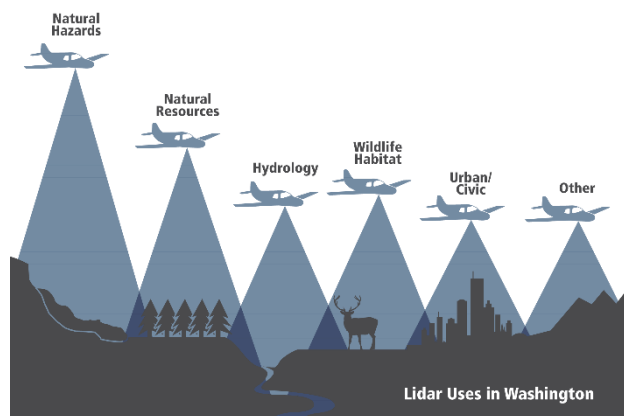 Natural
Hazards
Natural
Resources
Hydrology
Wildlife
Habitat
Urban/
Civic
Other
Lidar Uses in Washington